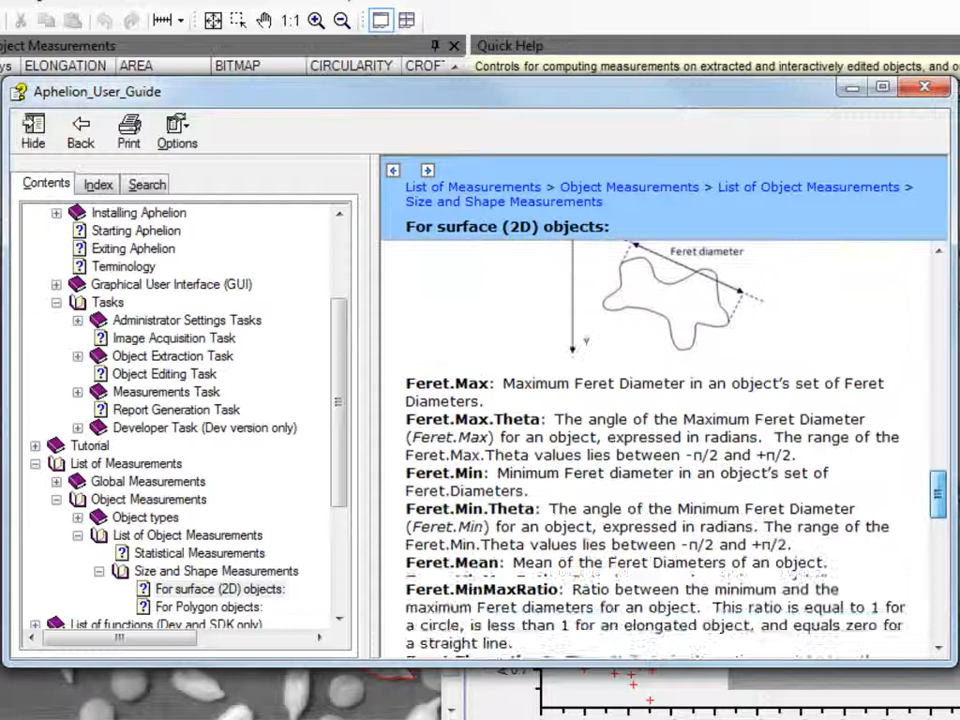 1:1
ject Measurements
Quick Help
ys ELONGATION AREA BITMAP CIRCULARITY CROFT
Controls for computing measurements on extracted and interactively edited objects, and o
Aphelion_User_Guide
Hide Back Print Options
Contents Index Search
Installing Aphelion
Starting Aphelion
Exiting Aphelion
Terminology
Graphical User Interface (GUI)
Tasks
Administrator Settings Tasks
Image Acquisition Task
Object Extraction Task
Object Editing Task
Measurements Task
Report Generation Task
Developer Task (Dev version only)
Tutorial
List of Measurements
Global Measurements
Object Measurements
Object types
List of Object Measurements
Statistical Measurements
Size and Shape Measurements
For surface (2D) objects:
For Polygon objects:
List of functions (Dev and SDK only)
List of Measurements > Object Measurements > List of Object Measurements >
Size and Shape Measurements
For surface (2D) objects:
Feret diameter
Y
Feret.Max: Maximum Feret Diameter in an object's set of Feret
Diameters.
Feret.Max.Theta: The angle of the Maximum Feret Diameter
(Feret.Max) for an object, expressed in radians. The range of the
Feret.Max.Theta values lies between -π/2 and +π/2.
Feret.Min: Minimum Feret diameter in an object's set of
Feret.Diameters.
Feret.Min.Theta: The angle of the Minimum Feret Diameter
(Feret.Min) for an object, expressed in radians. The range of the
Feret.Min.Theta values lies between -π/2 and +π/2.
Feret.Mean: Mean of the Feret Diameters of an object.
Feret.MinMaxRatio: Ratio between the minimum and the
maximum Feret diameters for an object. This ratio is equal to 1 for
a circle, is less than 1 for an elongated object, and equals zero for
a straight line.